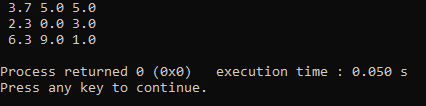 3.7 5.0 5.0
2.3 0.0 3.0
6.3 9.0 1.0
Process returned 0 (0x0)   execution time : 0.050 s
Press any key to continue.